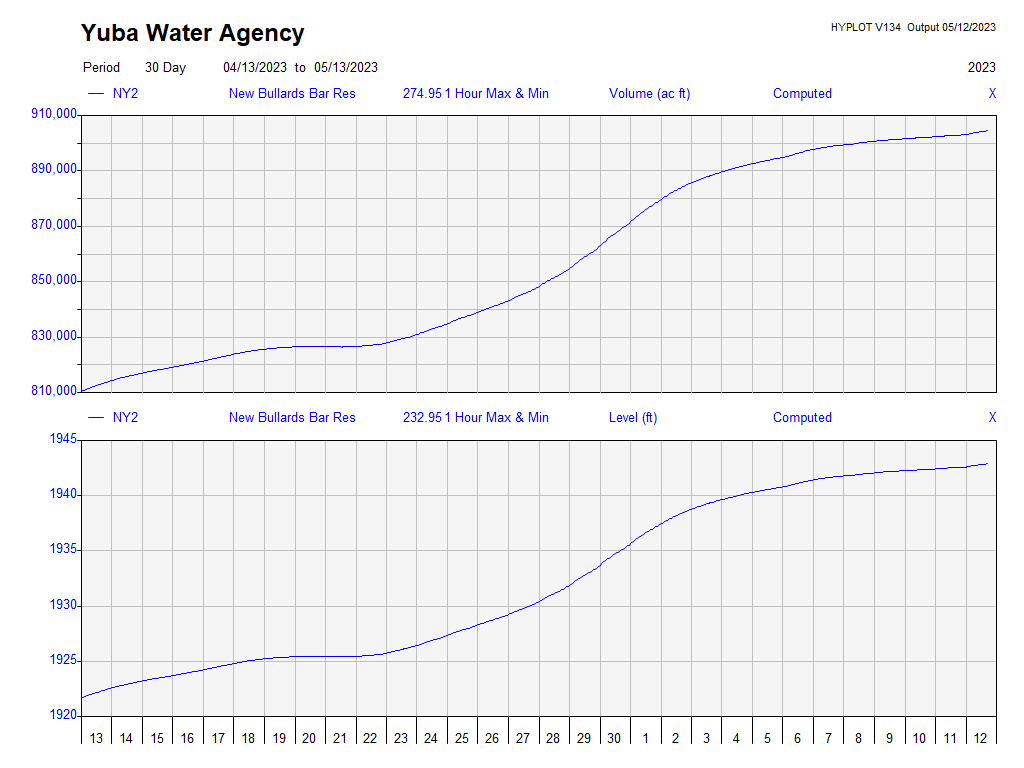 Yuba Water Agency
HYPLOT V134 Output 05/12/2023
Period 30 Day 04/13/2023 to 05/13/2023 2023
NY2 New Bullards Bar Res 274.95 1 Hour Max & Min Volume (ac ft) Computed X
910,000
890,000
870,000
850,000
830,000
810,000
NY2 New Bullards Bar Res 232.95 1 Hour Max & Min Level (ft) Computed X
1945
1940
1935
1930
1925
1920
13 14 15 16 17 18 19 20 21 22 23 24 25 26 27 28 29 30 1 2 3 4 5 6 7 8 9 10 11 12